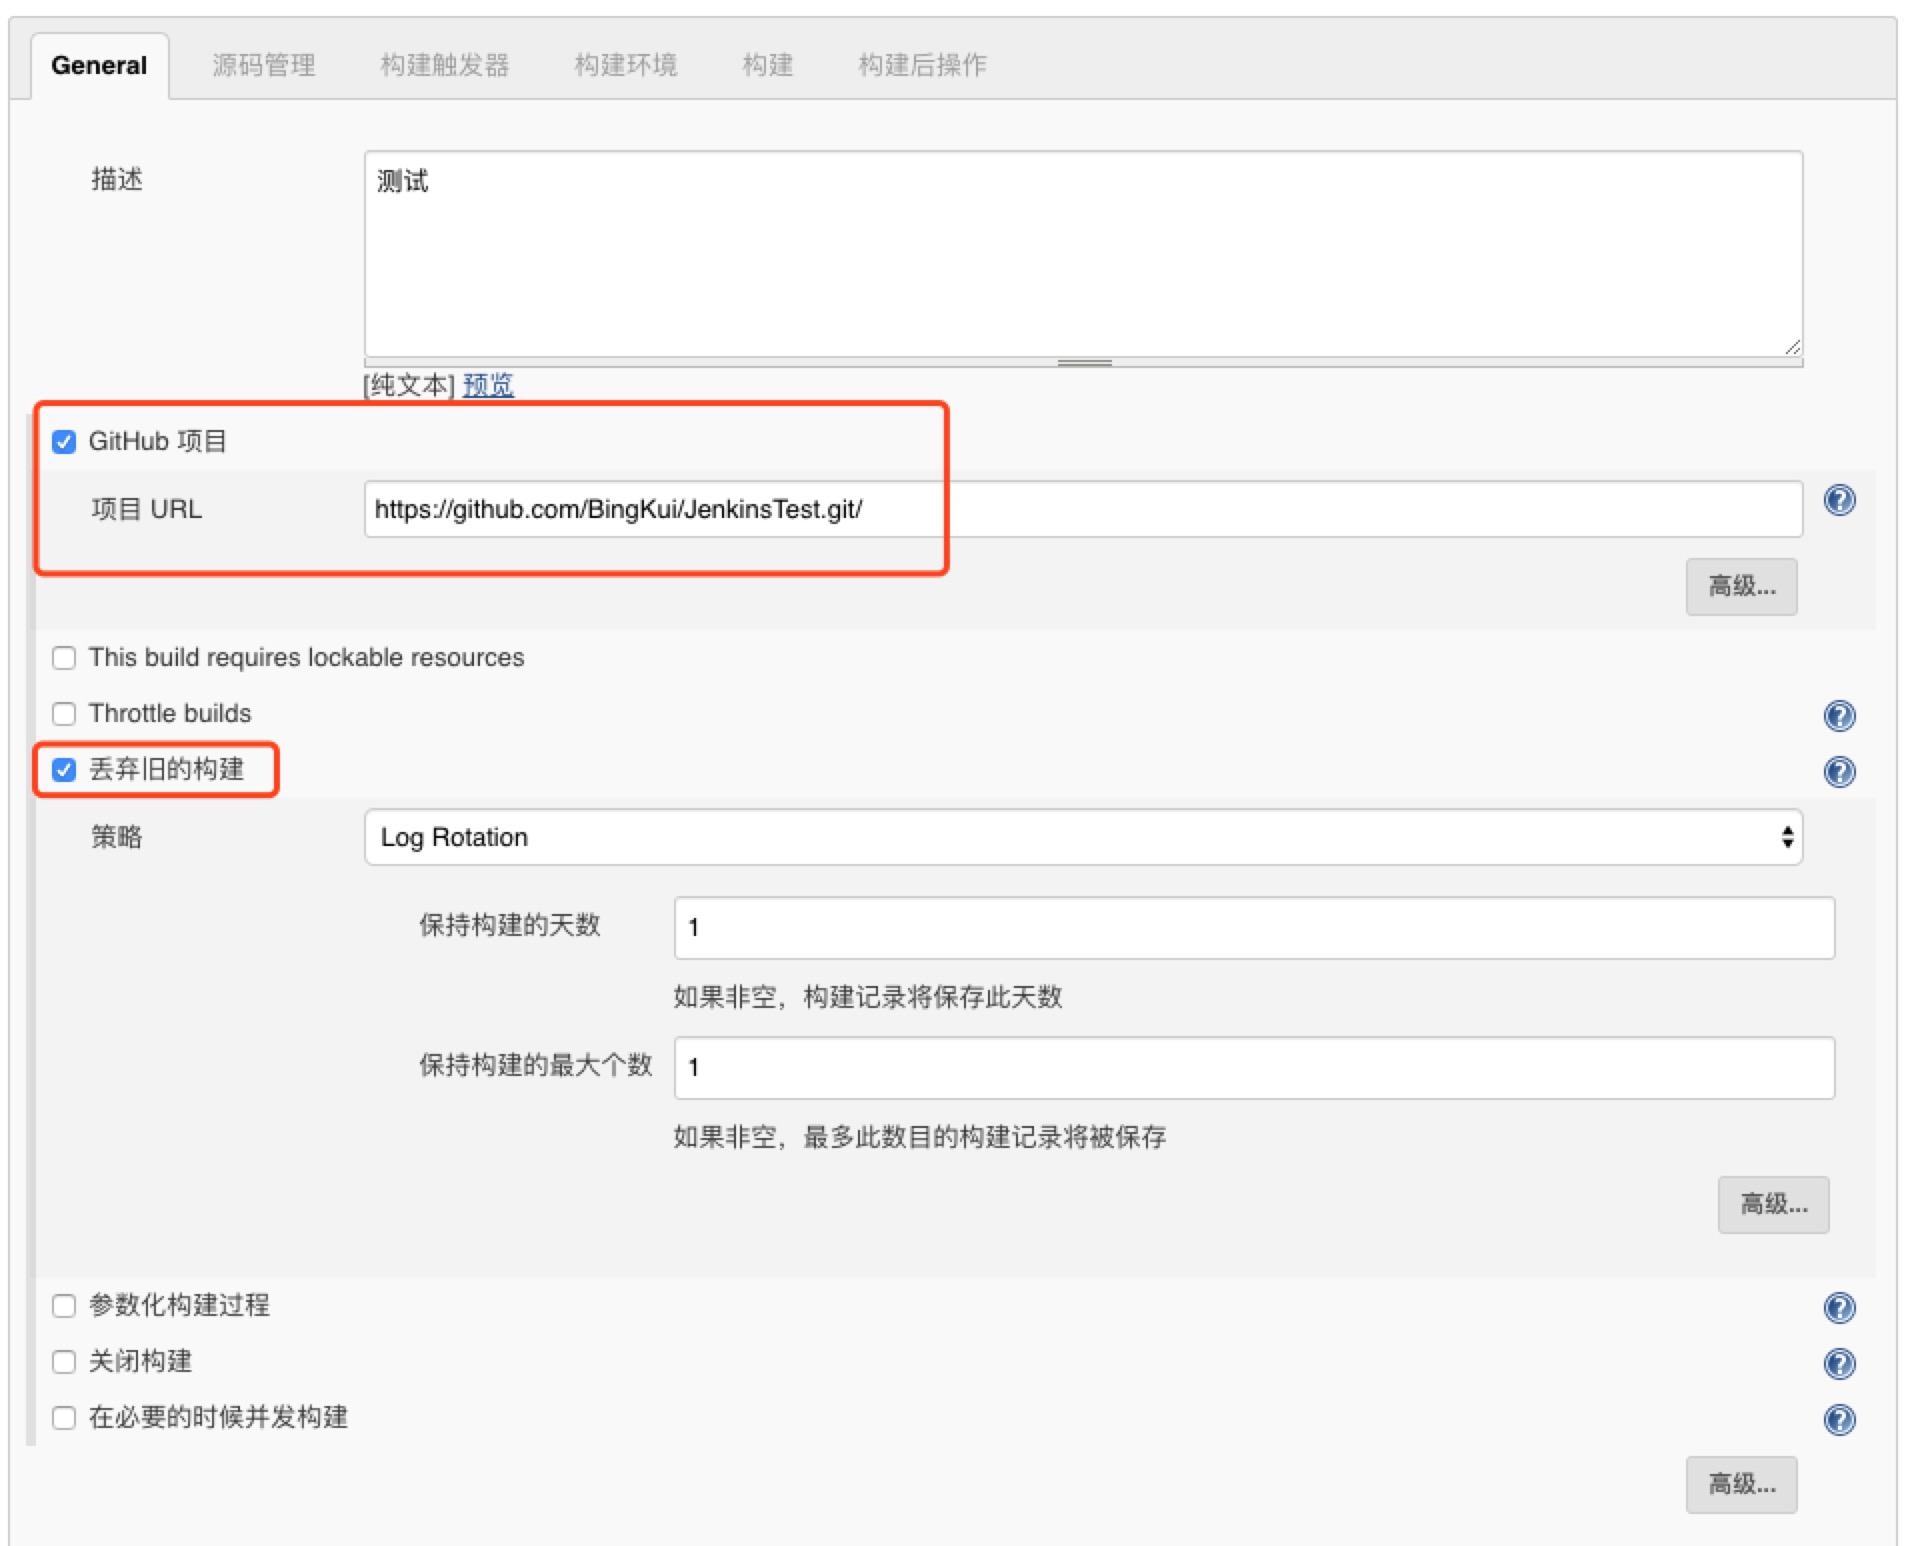 General 源码管理 构建触发器 构建环境 构建 构建后操作
描述 测试
[纯文本] 预览
GitHub 项目
项目 URL https://github.com/BingKui/JenkinsTest.git/
高级...
This build requires lockable resources
Throttle builds
丢弃旧的构建
策略 Log Rotation
保持构建的天数 1
如果非空，构建记录将保存此天数
保持构建的最大个数 1
如果非空，最多此数目的构建记录将被保存
高级...
参数化构建过程
关闭构建
在必要的时候并发构建
高级...